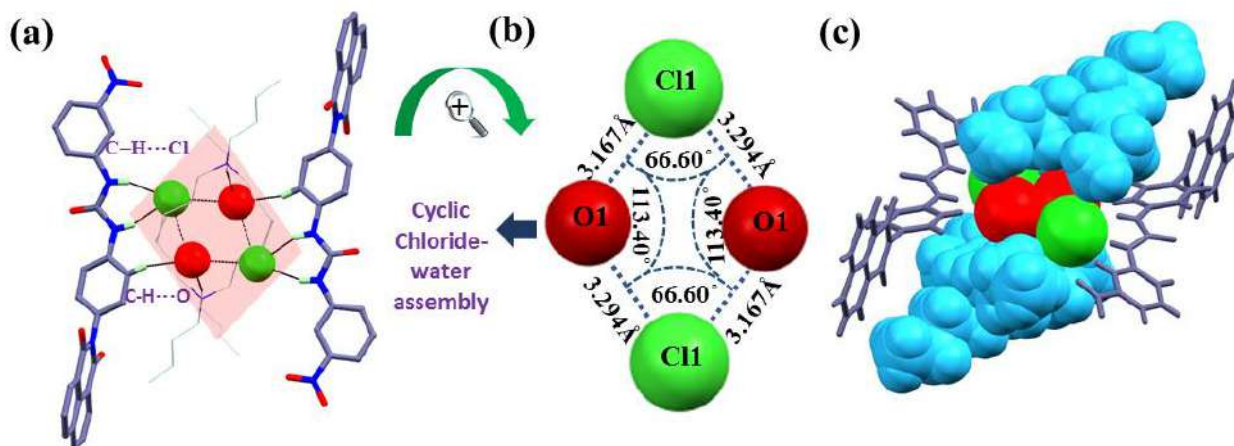 (a)
C–H···Cl
C-H···O
Cyclic
Chloride-
water
assembly
(b)
Cl1
3.167Å
3.294Å
66.60°
O1
113.40°
113.40°
O1
66.60°
3.294Å
3.167Å
Cl1
(c)